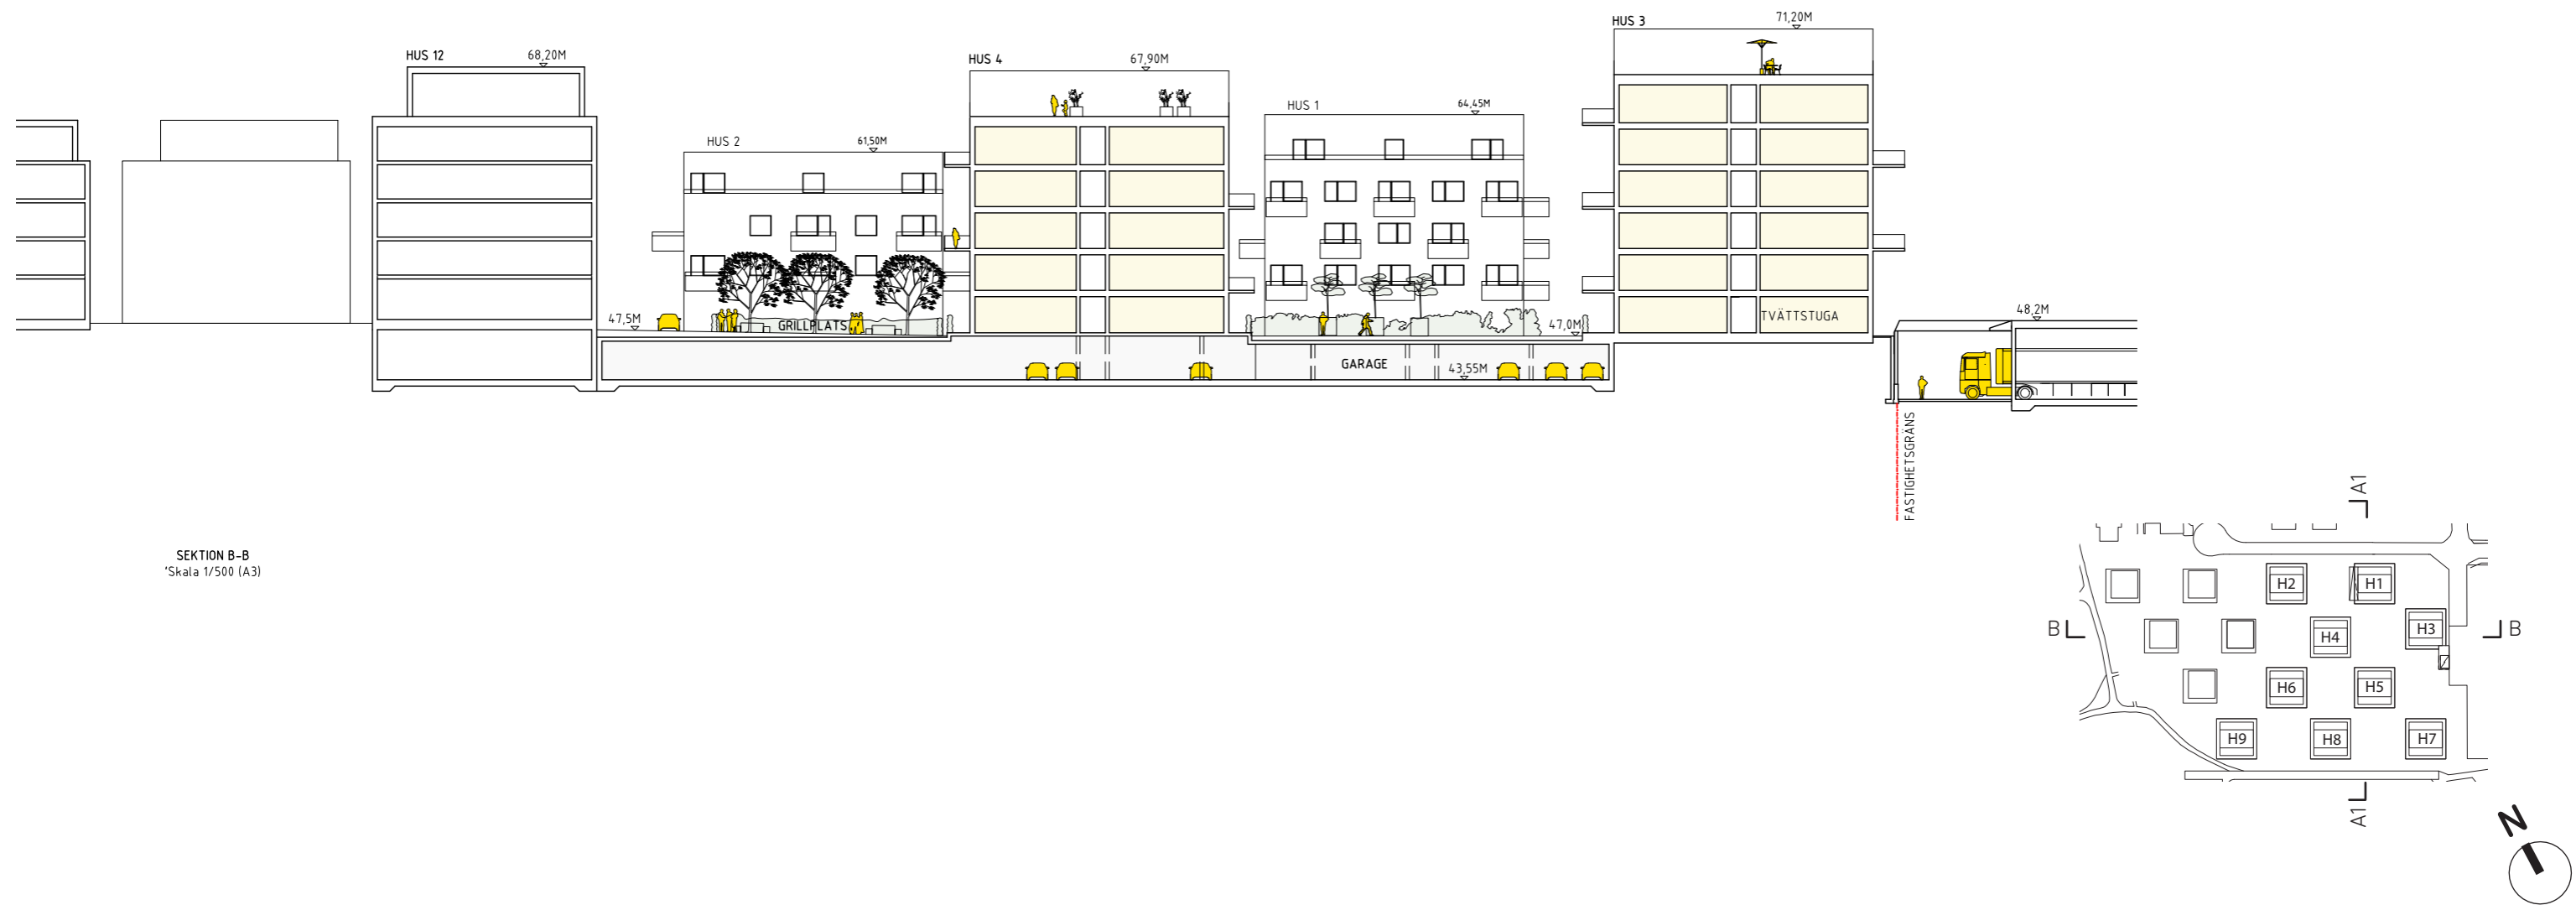 HUS 3
71,20M
HUS 12
68,20M
HUS 4
67,90M
HUS 1
64,45M
HUS 2
61,50M
47,5M
GRILLPLATS
47,0M
TVÄTTSTUGA
48,2M
GARAGE
43,55M
FASTIGHETSGRÄNS
SEKTION B-B
*Skala 1/500 (A3)
A1
H2
H1
B
H4
H3
B
H6
H5
H9
H8
H7
A1
N